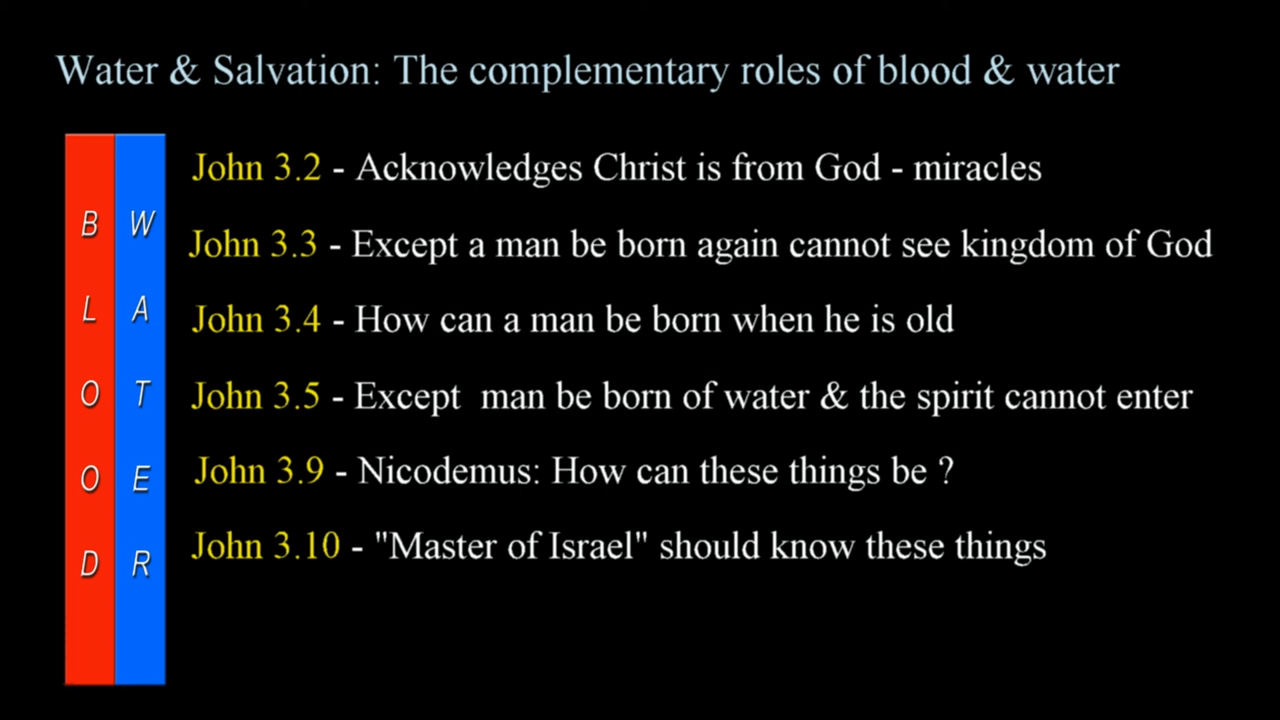 Water & Salvation: The complementary roles of blood & water
John 3.2 - Acknowledges Christ is from God - miracles
John 3.3 - Except a man be born again cannot see kingdom of God
John 3.4 - How can a man be born when he is old
John 3.5 - Except  man be born of water & the spirit cannot enter
John 3.9 - Nicodemus: How can these things be ?
John 3.10 - "Master of Israel" should know these things
BLOOD
WATER